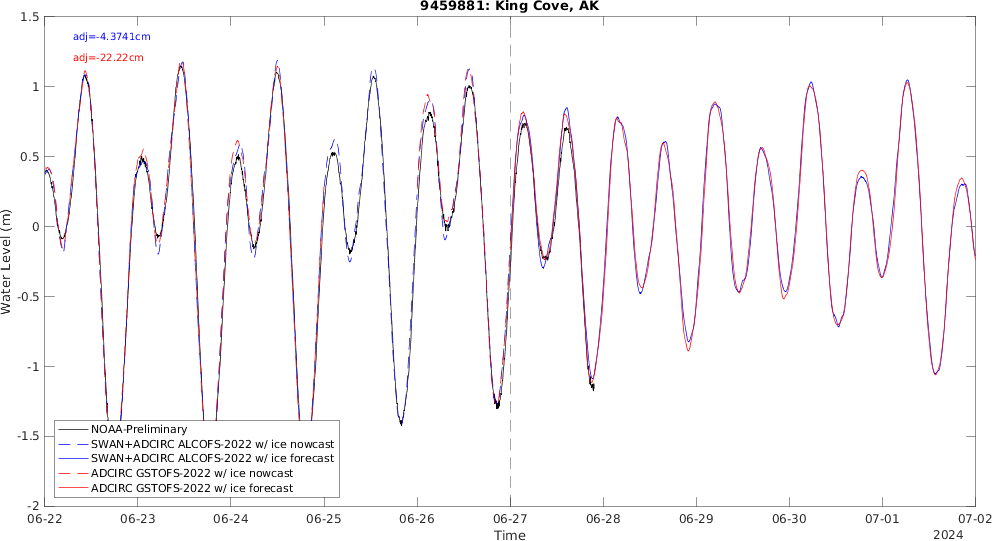 9459881: King Cove, AK
adj=-4.3741cm
adj=-22.22cm
Water Level (m)
1.5
1
0.5
0
-0.5
-1
-1.5
-2
NOAA-Preliminary
SWAN+ADCIRC ALCOFS-2022 w/ ice nowcast
SWAN+ADCIRC ALCOFS-2022 w/ ice forecast
ADCIRC GSTOFS-2022 w/ ice nowcast
ADCIRC GSTOFS-2022 w/ ice forecast
06-22 06-23 06-24 06-25 06-26 06-27 06-28 06-29 06-30 07-01 07-02
Time
2024